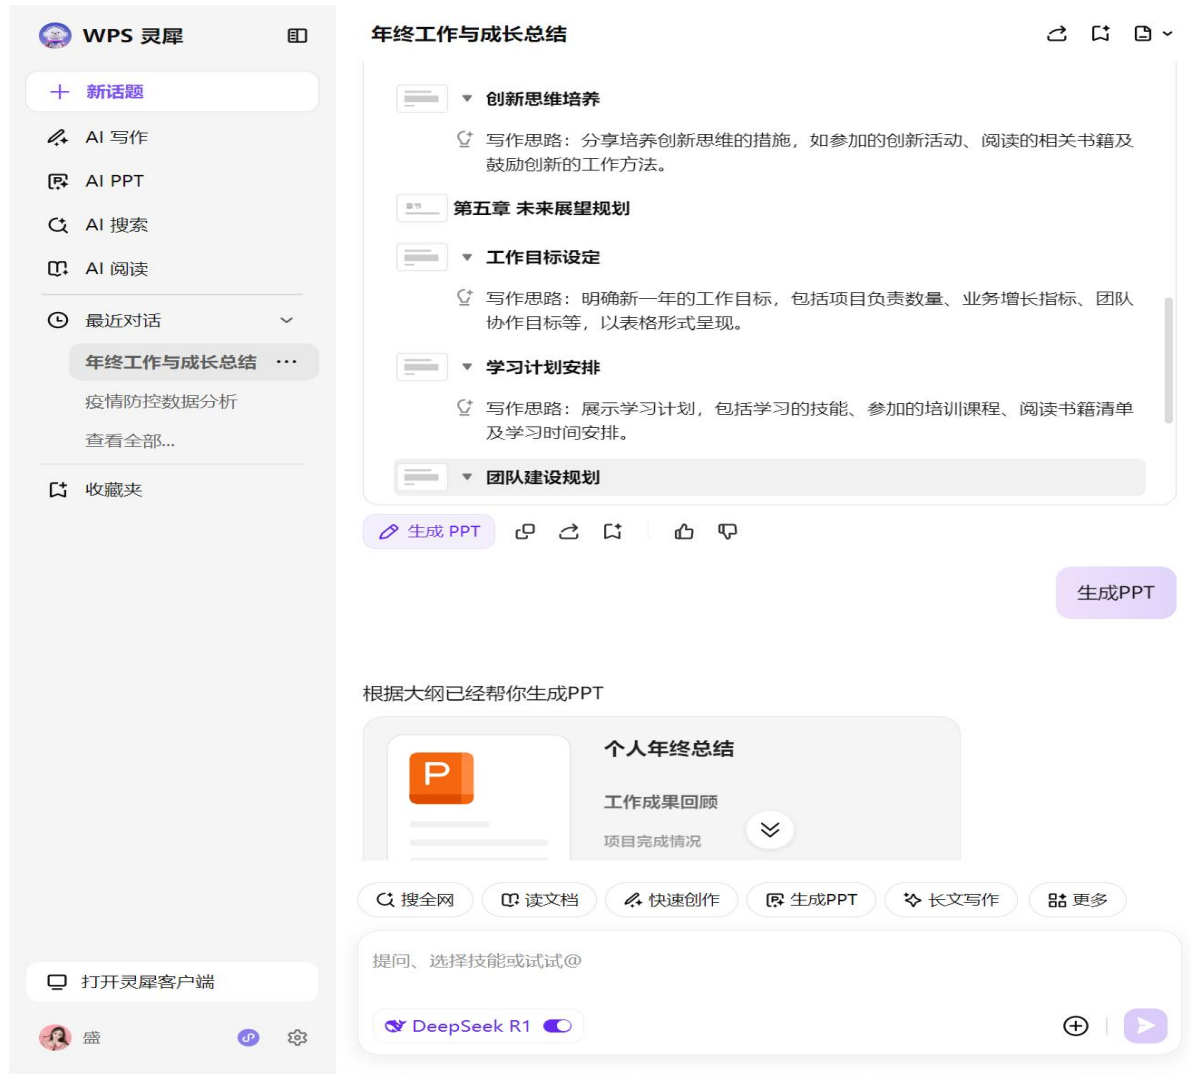 WPS 灵犀
新话题
AI 写作
AI PPT
AI 搜索
AI 阅读
最近对话
年终工作与成长总结 ···
疫情防控数据分析
查看全部...
收藏夹
打开灵犀客户端
盛
年终工作与成长总结
创新思维培养
写作思路：分享培养创新思维的措施，如参加的创新活动、阅读的相关书籍及
鼓励创新的工作方法。
章节
第五章 未来展望规划
工作目标设定
写作思路：明确新一年的工作目标，包括项目负责数量、业务增长指标、团队
协作目标等，以表格形式呈现。
学习计划安排
写作思路：展示学习计划，包括学习的技能、参加的培训课程、阅读书籍清单
及学习时间安排。
团队建设规划
生成 PPT
生成PPT
根据大纲已经帮你生成PPT
P
个人年终总结
工作成果回顾
项目完成情况
搜全网 读文档 快速创作 生成PPT 长文写作 更多
提问、选择技能或试试@
DeepSeek R1